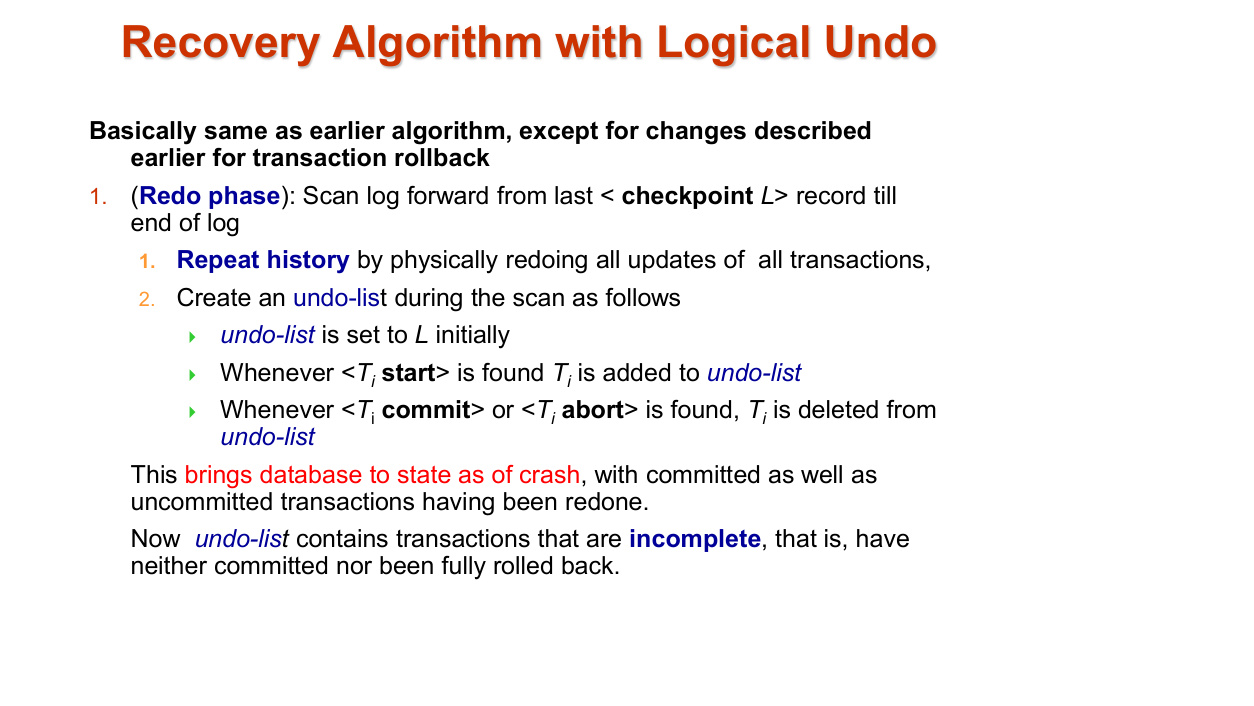 Recovery Algorithm with Logical Undo
Basically same as earlier algorithm, except for changes described
earlier for transaction rollback
1. (Redo phase): Scan log forward from last < checkpoint L> record till
end of log
1. Repeat history by physically redoing all updates of  all transactions,
2. Create an undo-list during the scan as follows
undo-list is set to L initially
Whenever <Ti start> is found Ti is added to undo-list
Whenever <Ti commit> or <Ti abort> is found, Ti is deleted from
undo-list
This brings database to state as of crash, with committed as well as
uncommitted transactions having been redone.
Now  undo-list contains transactions that are incomplete, that is, have
neither committed nor been fully rolled back.